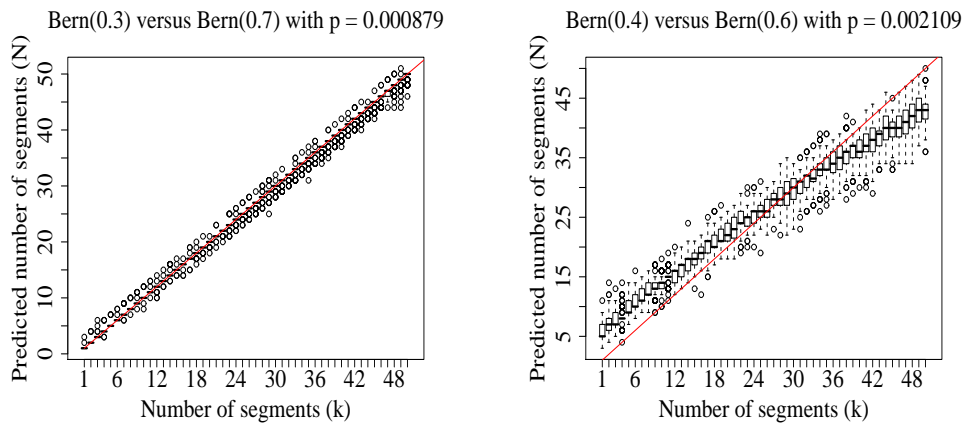 Bern(0.3) versus Bern(0.7) with p = 0.000879
Predicted number of segments (N)
50
40
30
20
10
0
1 6 12 18 24 30 36 42 48
Number of segments (k)
Bern(0.4) versus Bern(0.6) with p = 0.002109
Predicted number of segments (N)
45
35
25
15
5
1 6 12 18 24 30 36 42 48
Number of segments (k)